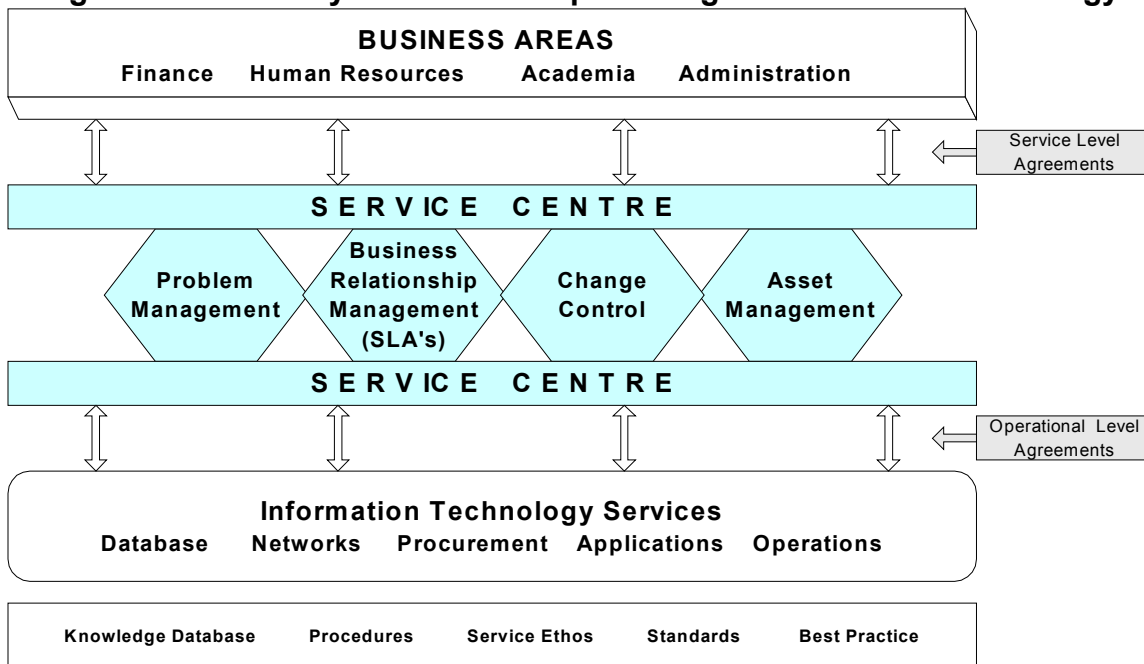 BUSINESS AREAS
Finance Human Resources Academia Administration
Service Level
Agreements
SERVICE CENTRE
Problem
Management
Business
Relationship
Management
(SLA's)
Change
Control
Asset
Management
SERVICE CENTRE
Operational Level
Agreements
Information Technology Services
Database Networks Procurement Applications Operations
Knowledge Database Procedures Service Ethos Standards Best Practice